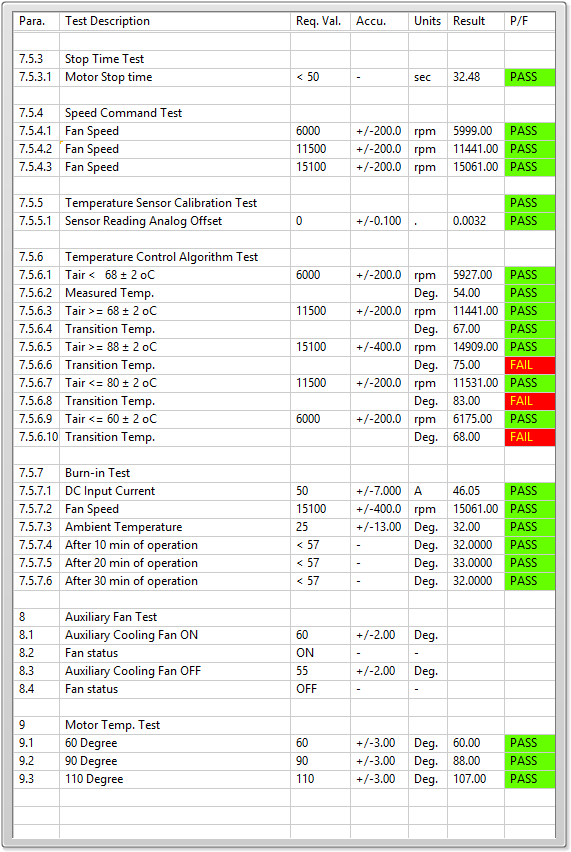 Para. Test Description Req. Val. Accu. Units Result P/F
7.5.3 Stop Time Test
7.5.3.1 Motor Stop time < 50 - sec 32.48 PASS
7.5.4 Speed Command Test
7.5.4.1 Fan Speed 6000 +/-200.0 rpm 5999.00 PASS
7.5.4.2 Fan Speed 11500 +/-200.0 rpm 11441.00 PASS
7.5.4.3 Fan Speed 15100 +/-200.0 rpm 15061.00 PASS
7.5.5 Temperature Sensor Calibration Test PASS
7.5.5.1 Sensor Reading Analog Offset 0 +/-0.100 . 0.0032 PASS
7.5.6 Temperature Control Algorithm Test
7.5.6.1 Tair < 68 ± 2 oC 6000 +/-200.0 rpm 5927.00 PASS
7.5.6.2 Measured Temp. Deg. 54.00 PASS
7.5.6.3 Tair >= 68 ± 2 oC 11500 +/-200.0 rpm 11441.00 PASS
7.5.6.4 Transition Temp. Deg. 67.00 PASS
7.5.6.5 Tair >= 88 ± 2 oC 15100 +/-400.0 rpm 14909.00 PASS
7.5.6.6 Transition Temp. Deg. 75.00 FAIL
7.5.6.7 Tair <= 80 ± 2 oC 11500 +/-200.0 rpm 11531.00 PASS
7.5.6.8 Transition Temp. Deg. 83.00 FAIL
7.5.6.9 Tair <= 60 ± 2 oC 6000 +/-200.0 rpm 6175.00 PASS
7.5.6.10 Transition Temp. Deg. 68.00 FAIL
7.5.7 Burn-in Test
7.5.7.1 DC Input Current 50 +/-7.000 A 46.05 PASS
7.5.7.2 Fan Speed 15100 +/-400.0 rpm 15061.00 PASS
7.5.7.3 Ambient Temperature 25 +/-13.00 Deg. 32.00 PASS
7.5.7.4 After 10 min of operation < 57 - Deg. 32.0000 PASS
7.5.7.5 After 20 min of operation < 57 - Deg. 33.0000 PASS
7.5.7.6 After 30 min of operation < 57 - Deg. 32.0000 PASS
8 Auxiliary Fan Test
8.1 Auxiliary Cooling Fan ON 60 +/-2.00 Deg.
8.2 Fan status ON - -
8.3 Auxiliary Cooling Fan OFF 55 +/-2.00 Deg.
8.4 Fan status OFF - -
9 Motor Temp. Test
9.1 60 Degree 60 +/-3.00 Deg. 60.00 PASS
9.2 90 Degree 90 +/-3.00 Deg. 88.00 PASS
9.3 110 Degree 110 +/-3.00 Deg. 107.00 PASS